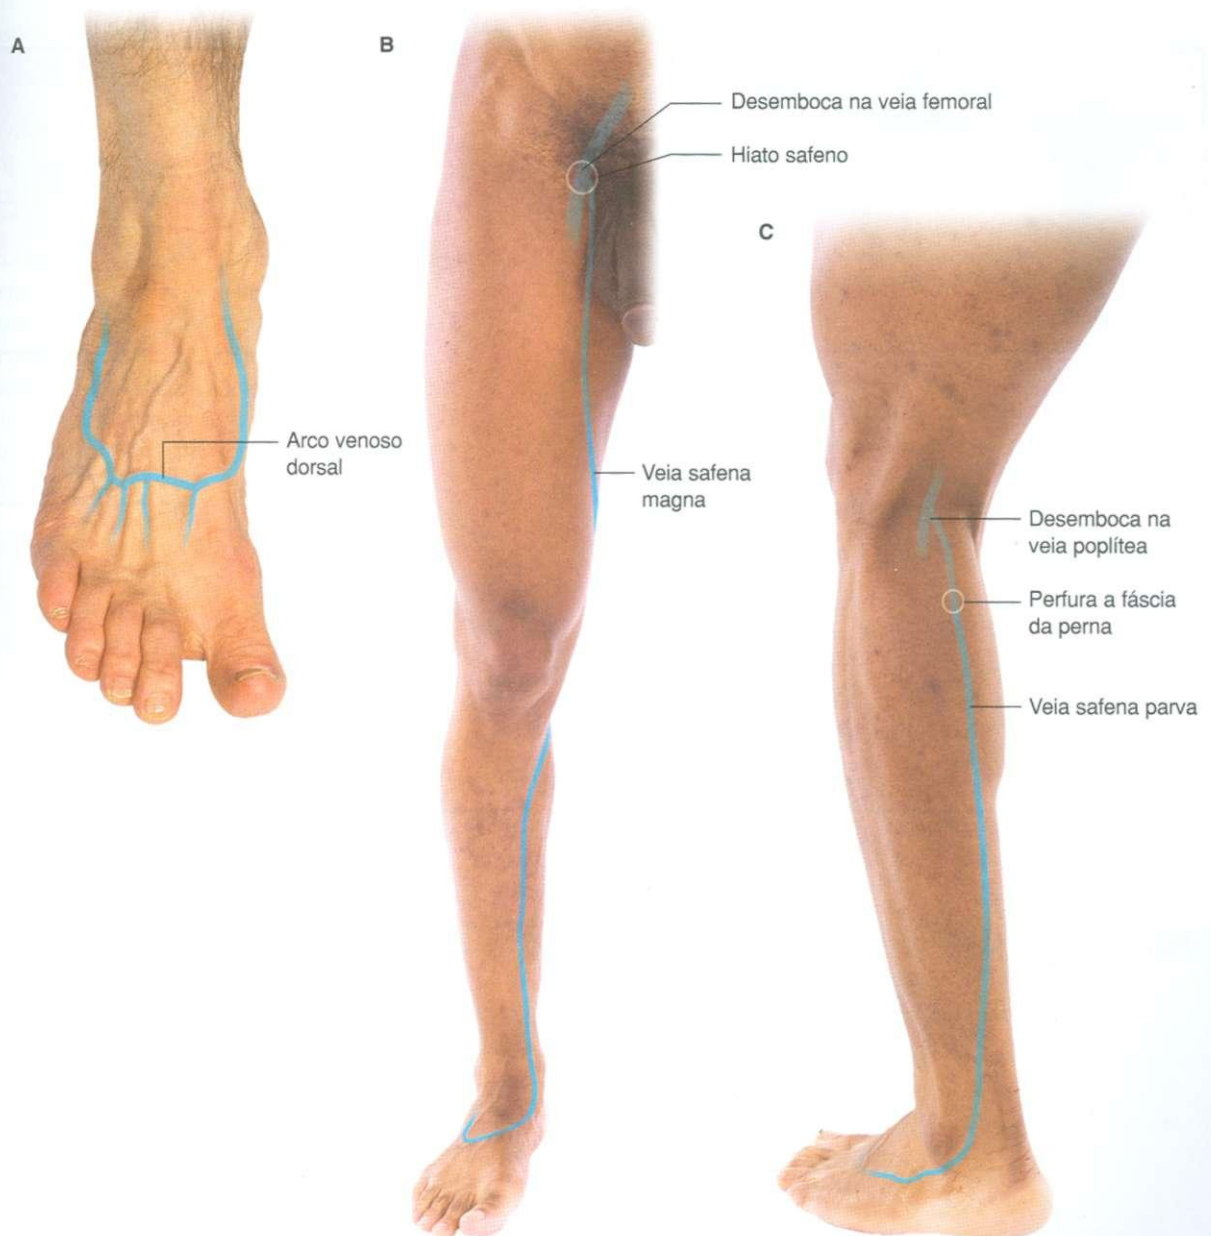 A
B
Desemboca na veia femoral
Hiato safeno
C
Arco venoso
dorsal
Veia safena
magna
Desemboca na
veia poplítea
Perfura a fáscia
da perna
Veia safena parva